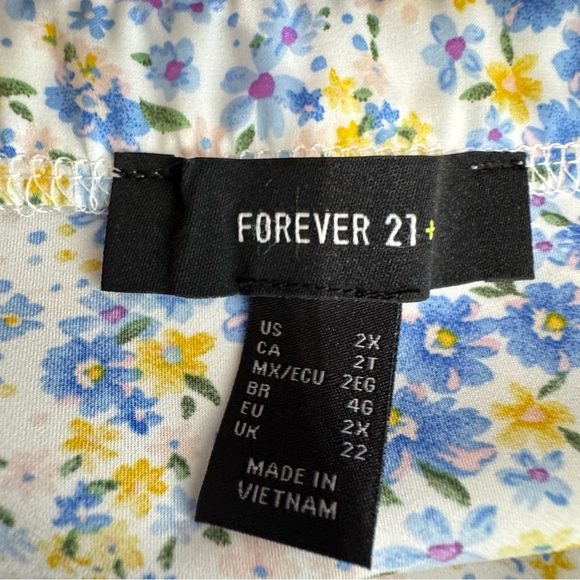 FOREVER 21+
US 2X
CA 2T
MX/ECU 2EG
BR 4G
EU 2X
UK 22
MADE IN
VIETNAM